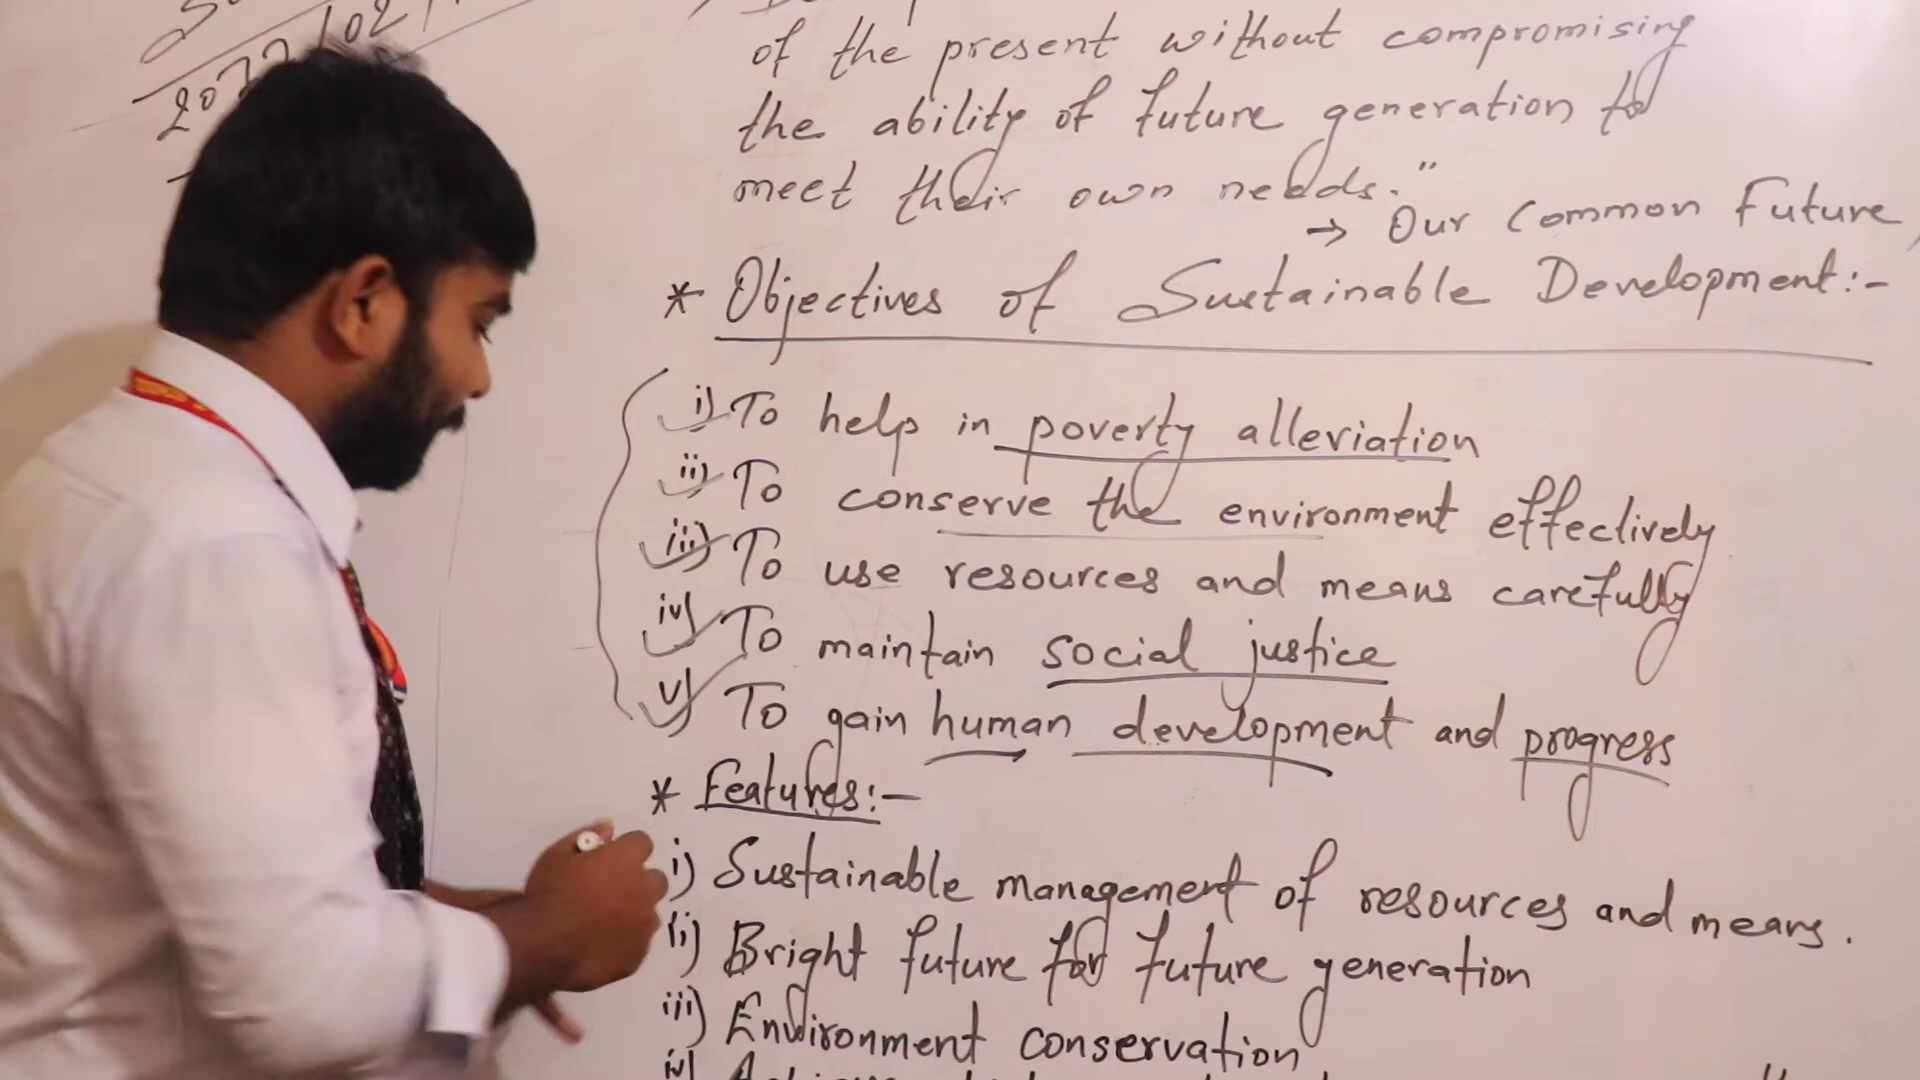 of the present without compromising
the ability of future generation to
meet their own needs."
→ Our Common Future,
* Objectives of Sustainable Development:-
i) To help in poverty alleviation
ii) To conserve the environment effectively
iii) To use resources and means carefully
iv) To maintain social justice
v) To gain human development and progress
* Features:-
i) Sustainable management of resources and means.
ii) Bright future for future generation
iii) Environment conservation
iv)